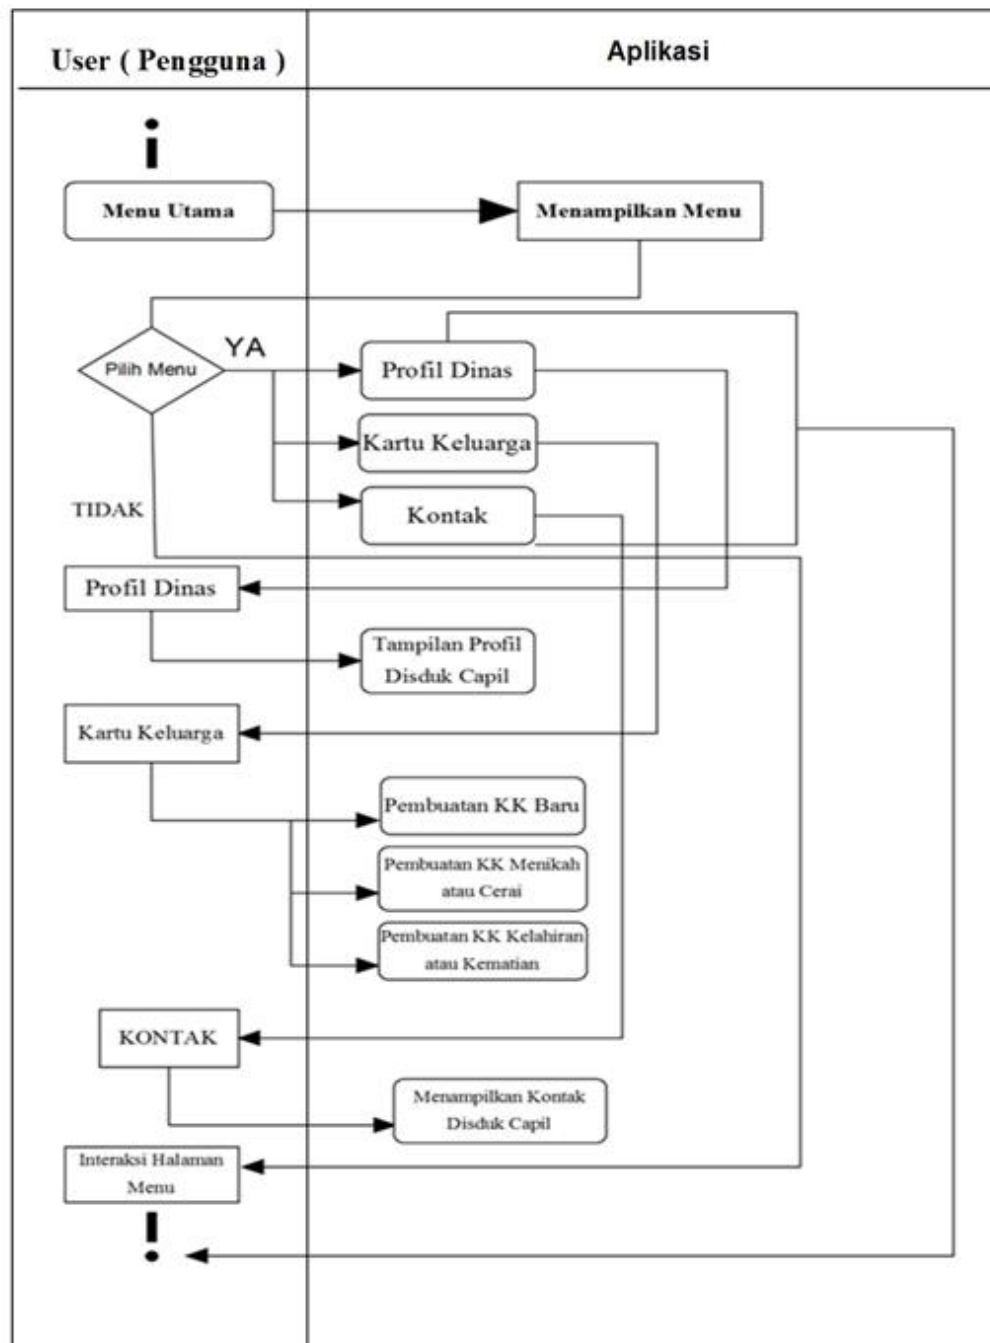 User ( Pengguna )
Aplikasi
Menu Utama
Menampilkan Menu
Pilih Menu
YA
Profil Dinas
Kartu Keluarga
Kontak
TIDAK
Profil Dinas
Tampilan Profil
Disduk Capil
Kartu Keluarga
Pembuatan KK Baru
Pembuatan KK Menikah
atau Cerai
Pembuatan KK Kelahiran
atau Kematian
KONTAK
Menampilkan Kontak
Disduk Capil
Interaksi Halaman
Menu